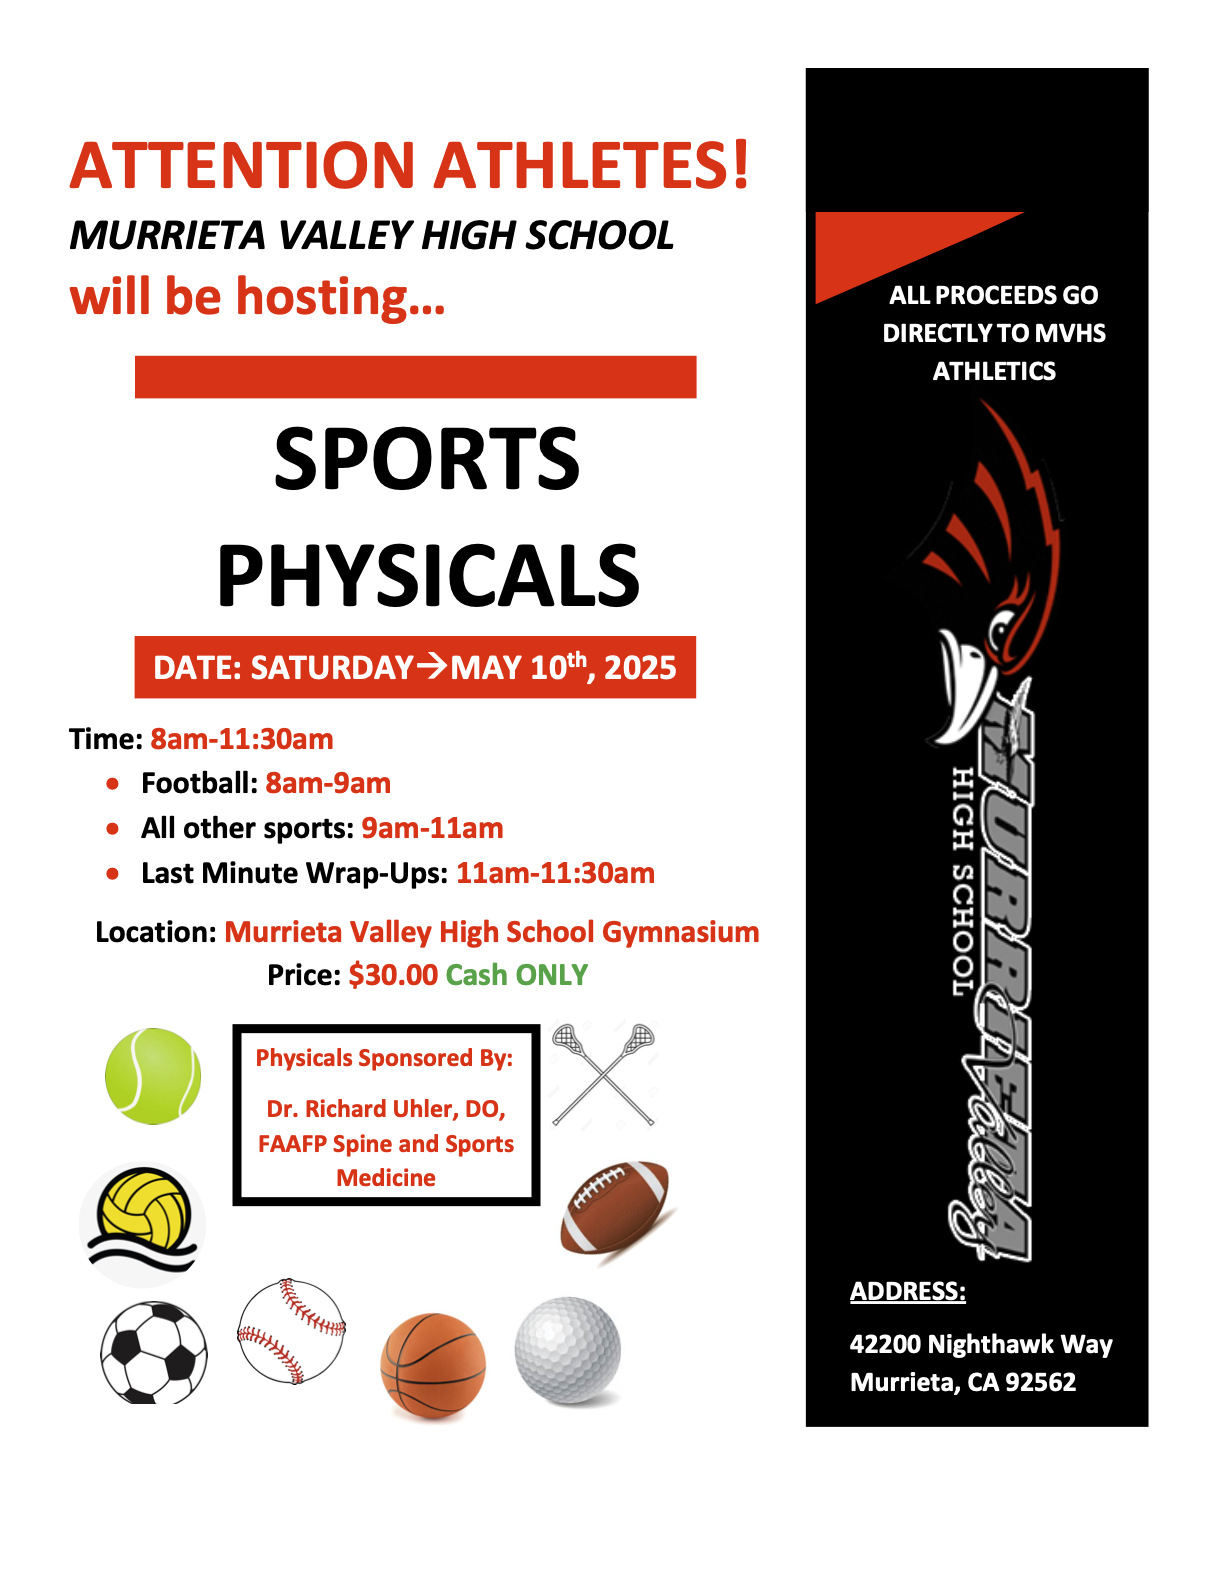 ATTENTION ATHLETES!
MURRIETA VALLEY HIGH SCHOOL
will be hosting...
SPORTS
PHYSICALS
DATE: SATURDAY→MAY 10th, 2025
Time: 8am-11:30am
• Football: 8am-9am
• All other sports: 9am-11am
• Last Minute Wrap-Ups: 11am-11:30am
Location: Murrieta Valley High School Gymnasium
Price: $30.00 Cash ONLY
Physicals Sponsored By:
Dr. Richard Uhler, DO,
FAAFP Spine and Sports
Medicine
ALL PROCEEDS GO
DIRECTLY TO MVHS
ATHLETICS
MURRIETA
Valley
HIGH SCHOOL
ADDRESS:
42200 Nighthawk Way
Murrieta, CA 92562